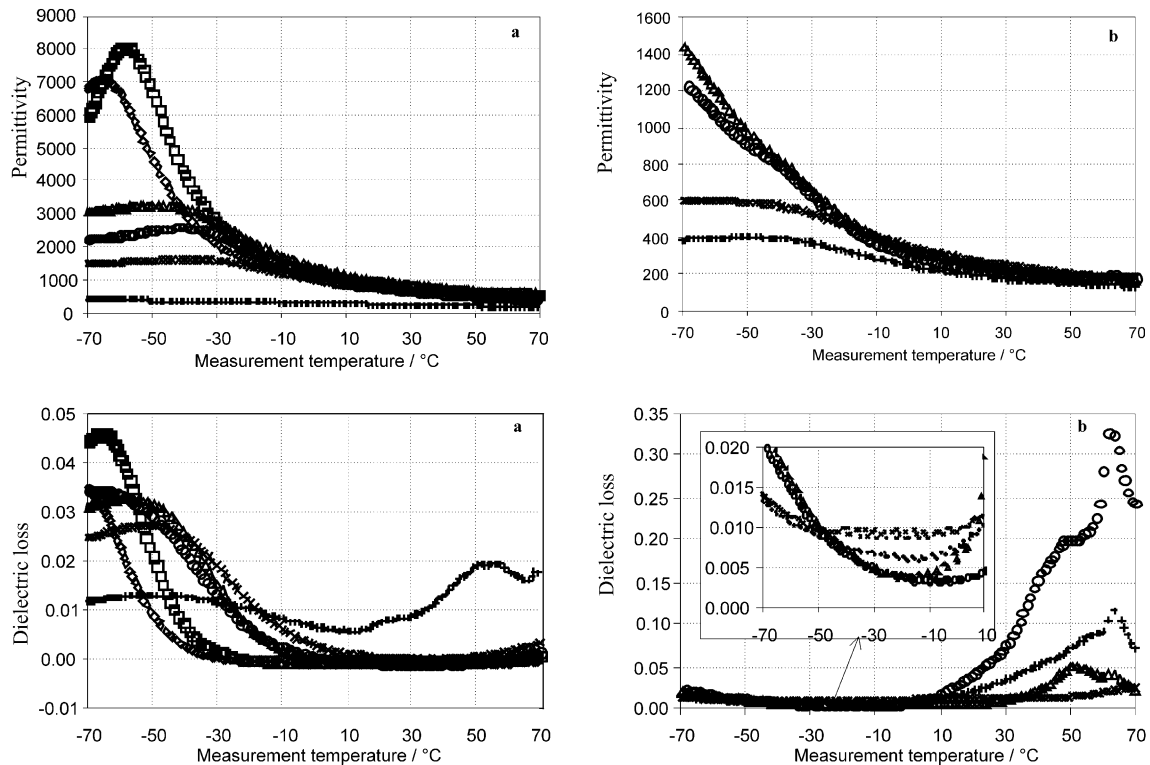 9000
8000
7000
6000
5000
4000
3000
2000
1000
0
Permittivity
a
-70 -50 -30 -10 10 30 50 70
Measurement temperature / °C
1600
1400
1200
1000
800
600
400
200
0
Permittivity
b
-70 -50 -30 -10 10 30 50 70
Measurement temperature / °C
0.05
0.04
0.03
0.02
0.01
0.00
-0.01
Dielectric loss
a
-70 -50 -30 -10 10 30 50 70
Measurement temperature / °C
0.35
0.30
0.25
0.20
0.15
0.10
0.05
0.00
Dielectric loss
b
0.020
0.015
0.010
0.005
0.000
-70 -50 -30 -10 10
-70 -50 -30 -10 10 30 50 70
Measurement temperature / °C